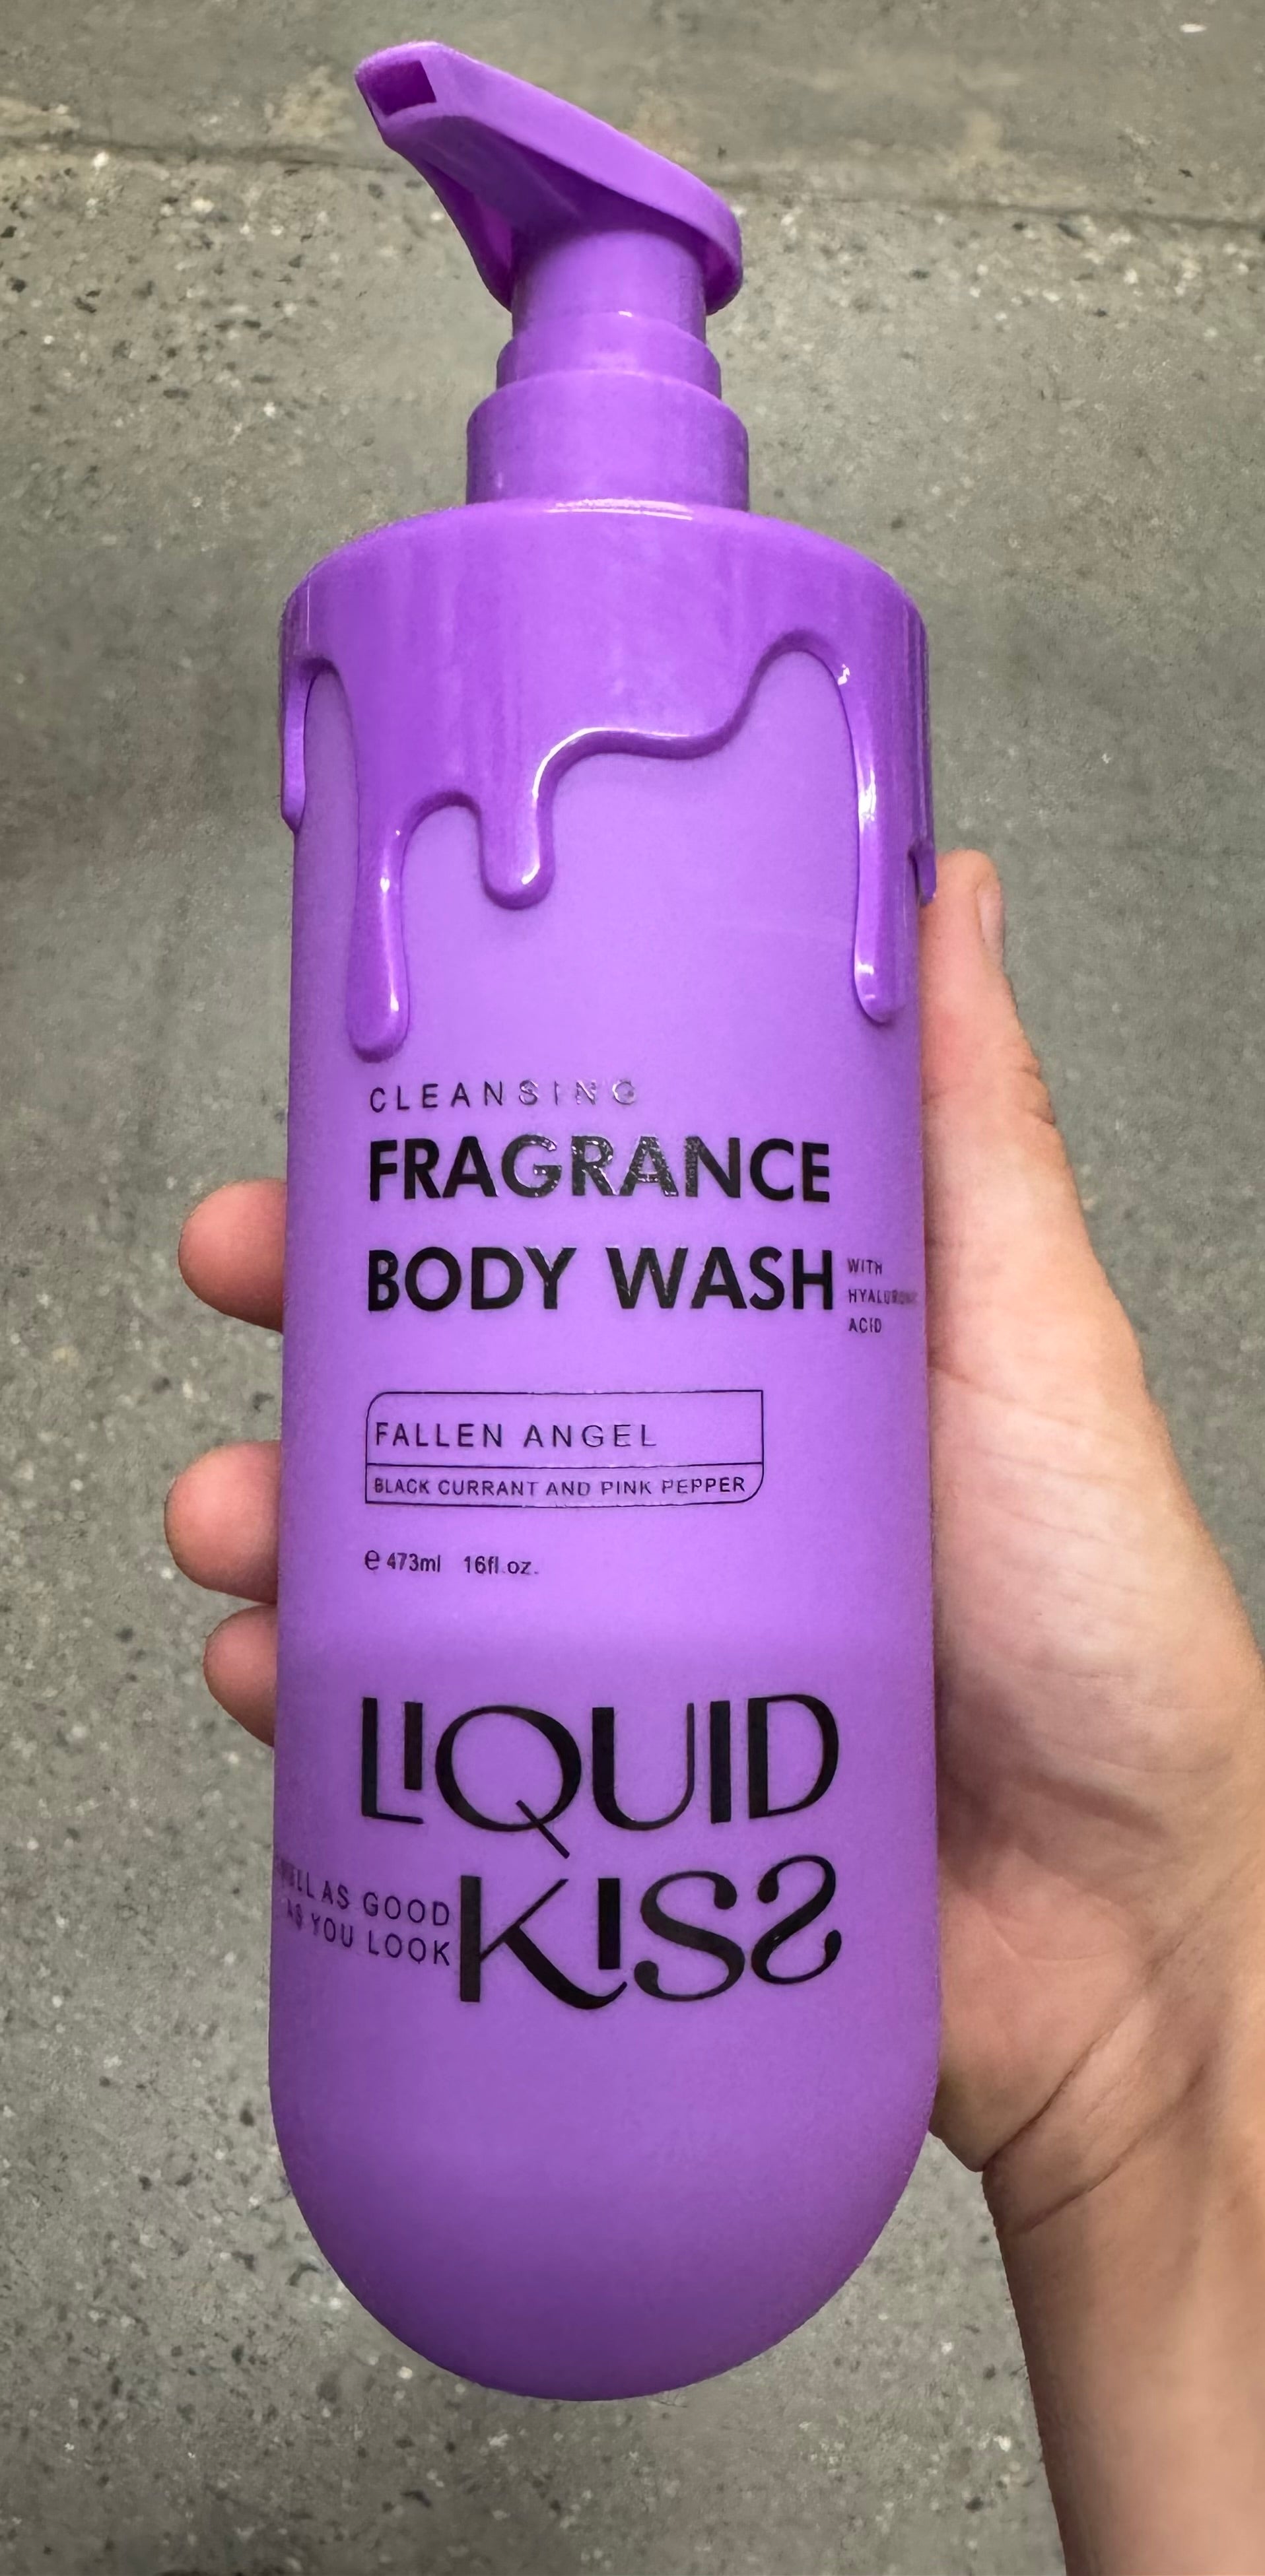 CLEANSING
FRAGRANCE
BODY WASH
WITH
HYALURONIC
ACID
FALLEN ANGEL
BLACK CURRANT AND PINK PEPPER
e 473ml 16fl.oz.
LIQUID
KISS
AS GOOD
AS YOU LOOK